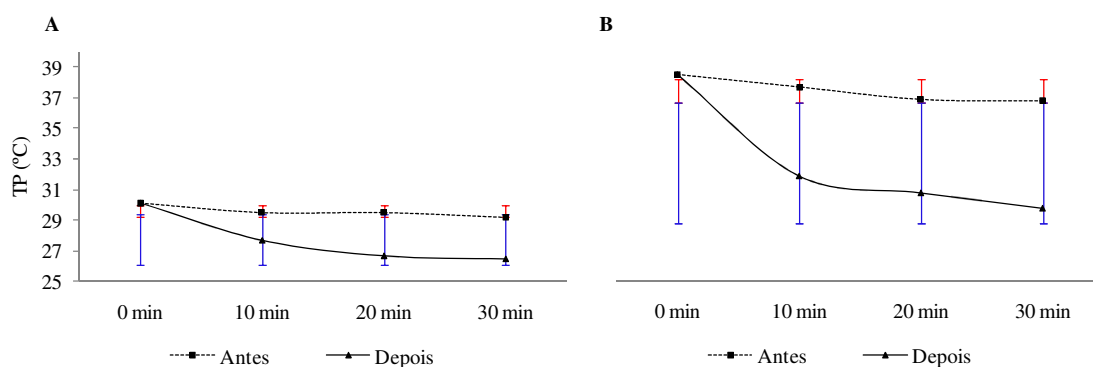 A
B
TP (ºC)
39
37
35
33
31
29
27
25
0 min 10 min 20 min 30 min
0 min 10 min 20 min 30 min
Antes Depois
Antes Depois